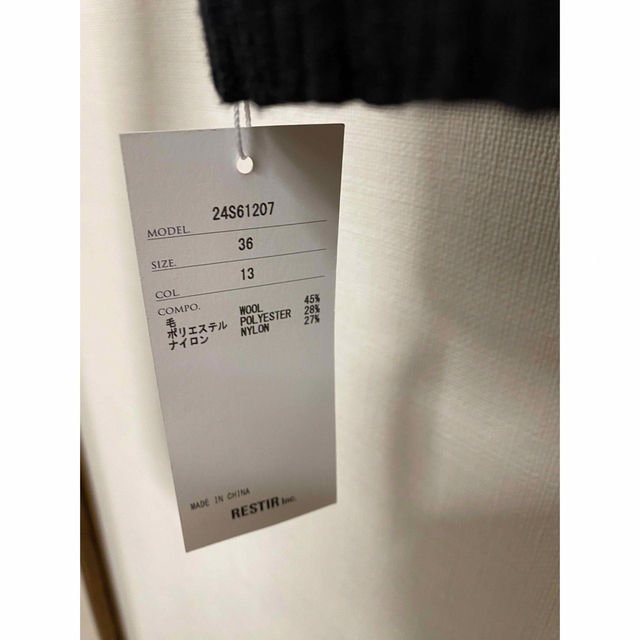 MODEL. 24S61207
SIZE. 36
COL. 13
COMPO.
毛 WOOL 45%
ポリエステル POLYESTER 28%
ナイロン NYLON 27%
MADE IN CHINA
RESTIR Inc.